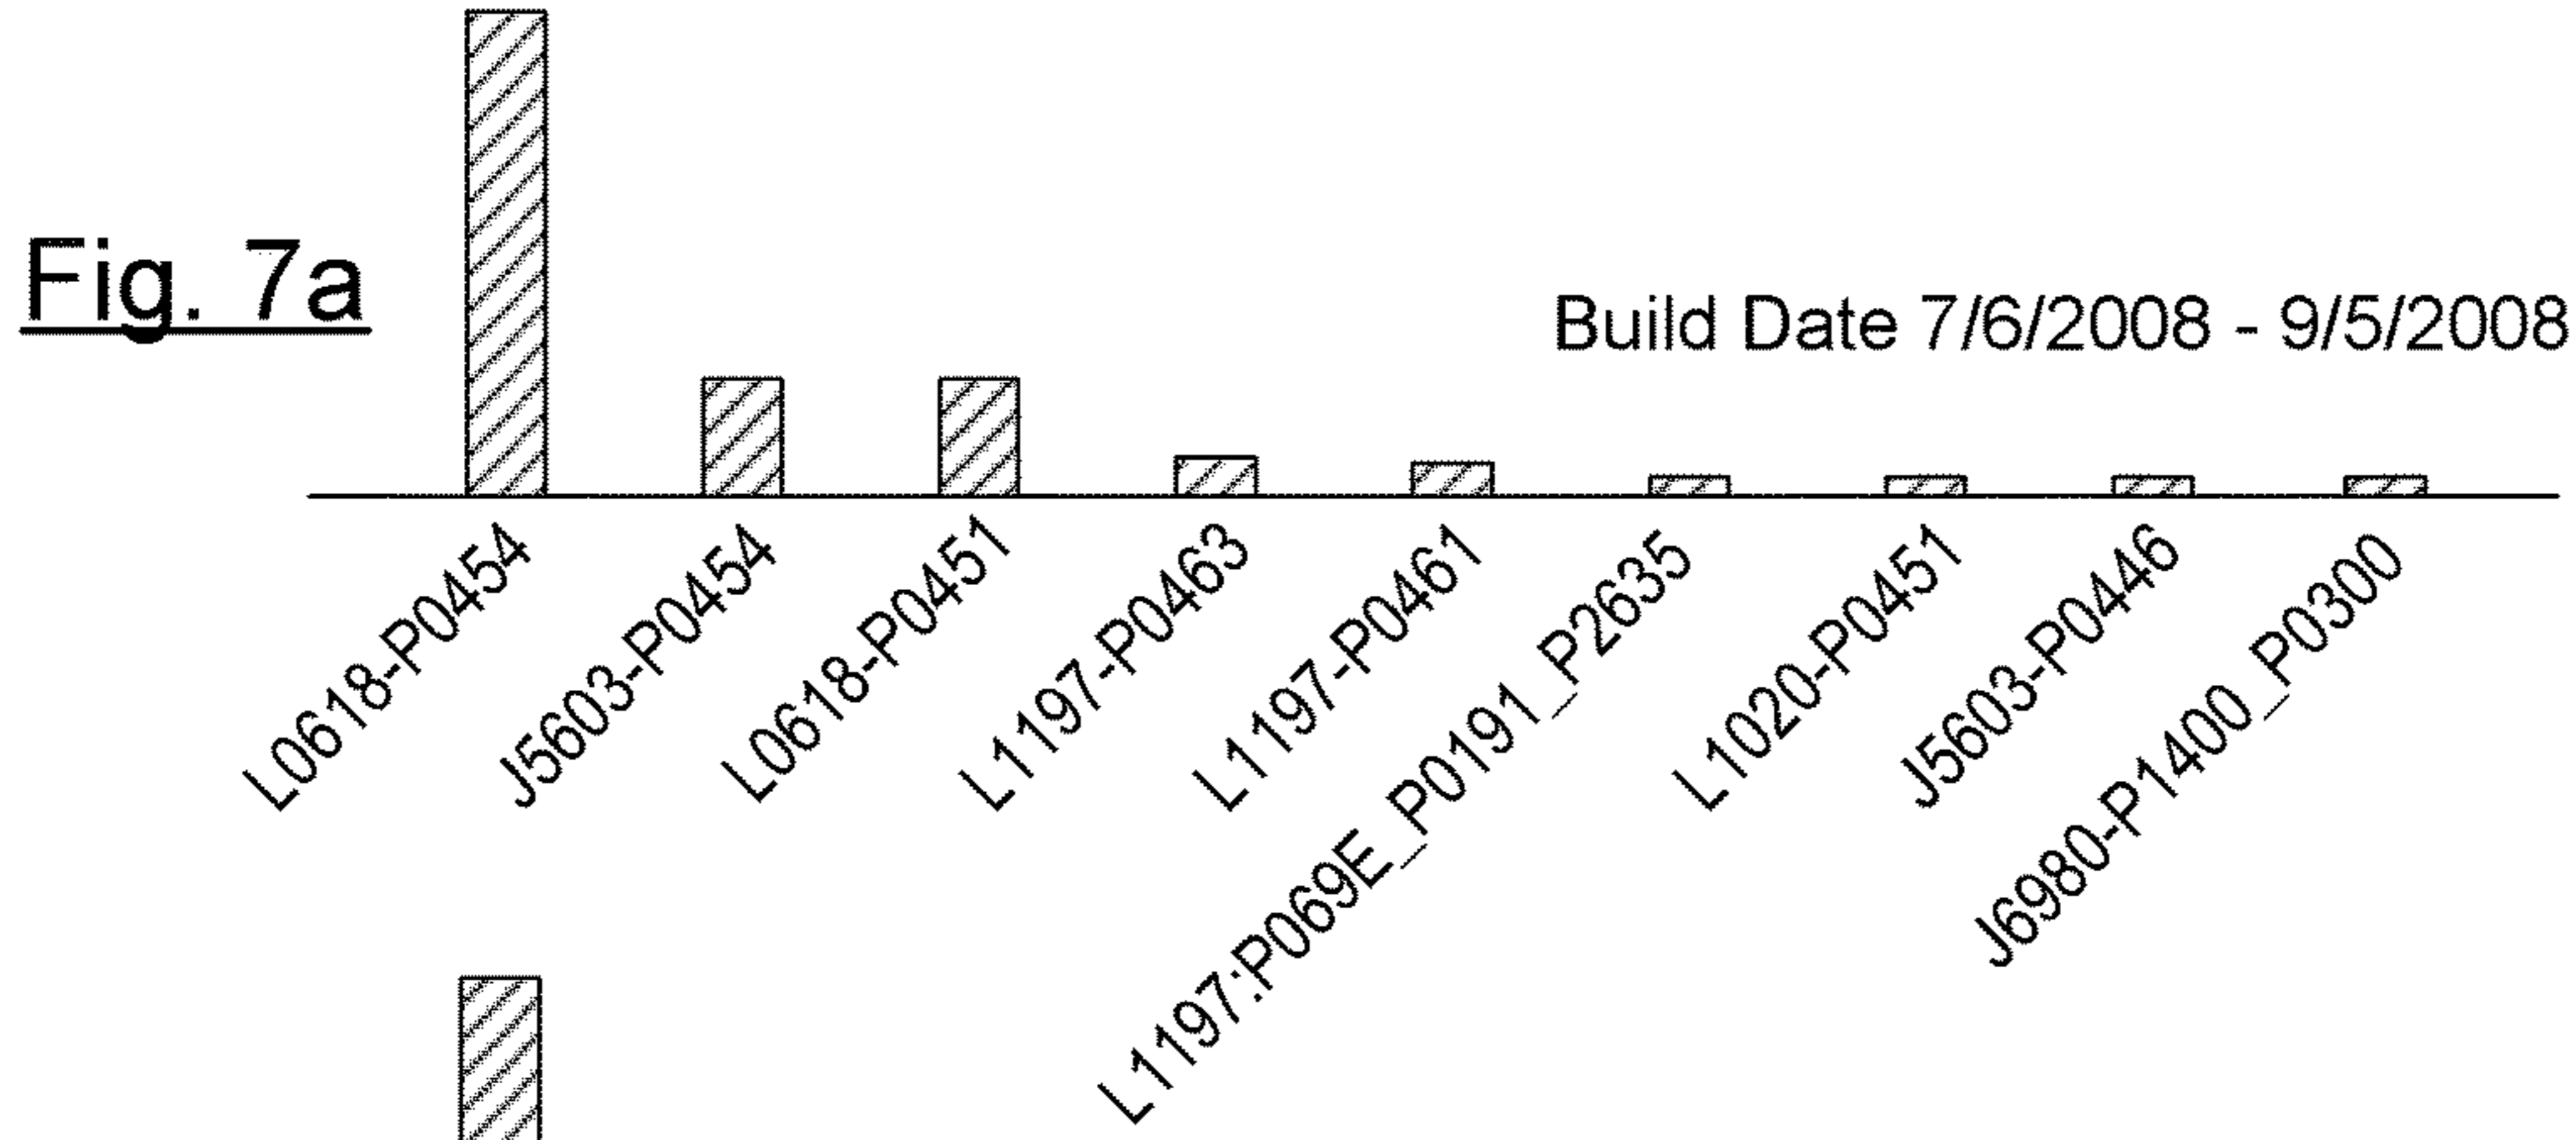 Fig. 7a
Build Date 7/6/2008 - 9/5/2008
L0618-P0454
J5603-P0454
L0618-P0451
L1197-P0463
L1197-P0461
L1197:P069E_P0191_P2635
L1020-P0451
J5603-P0446
J6980-P1400_P0300